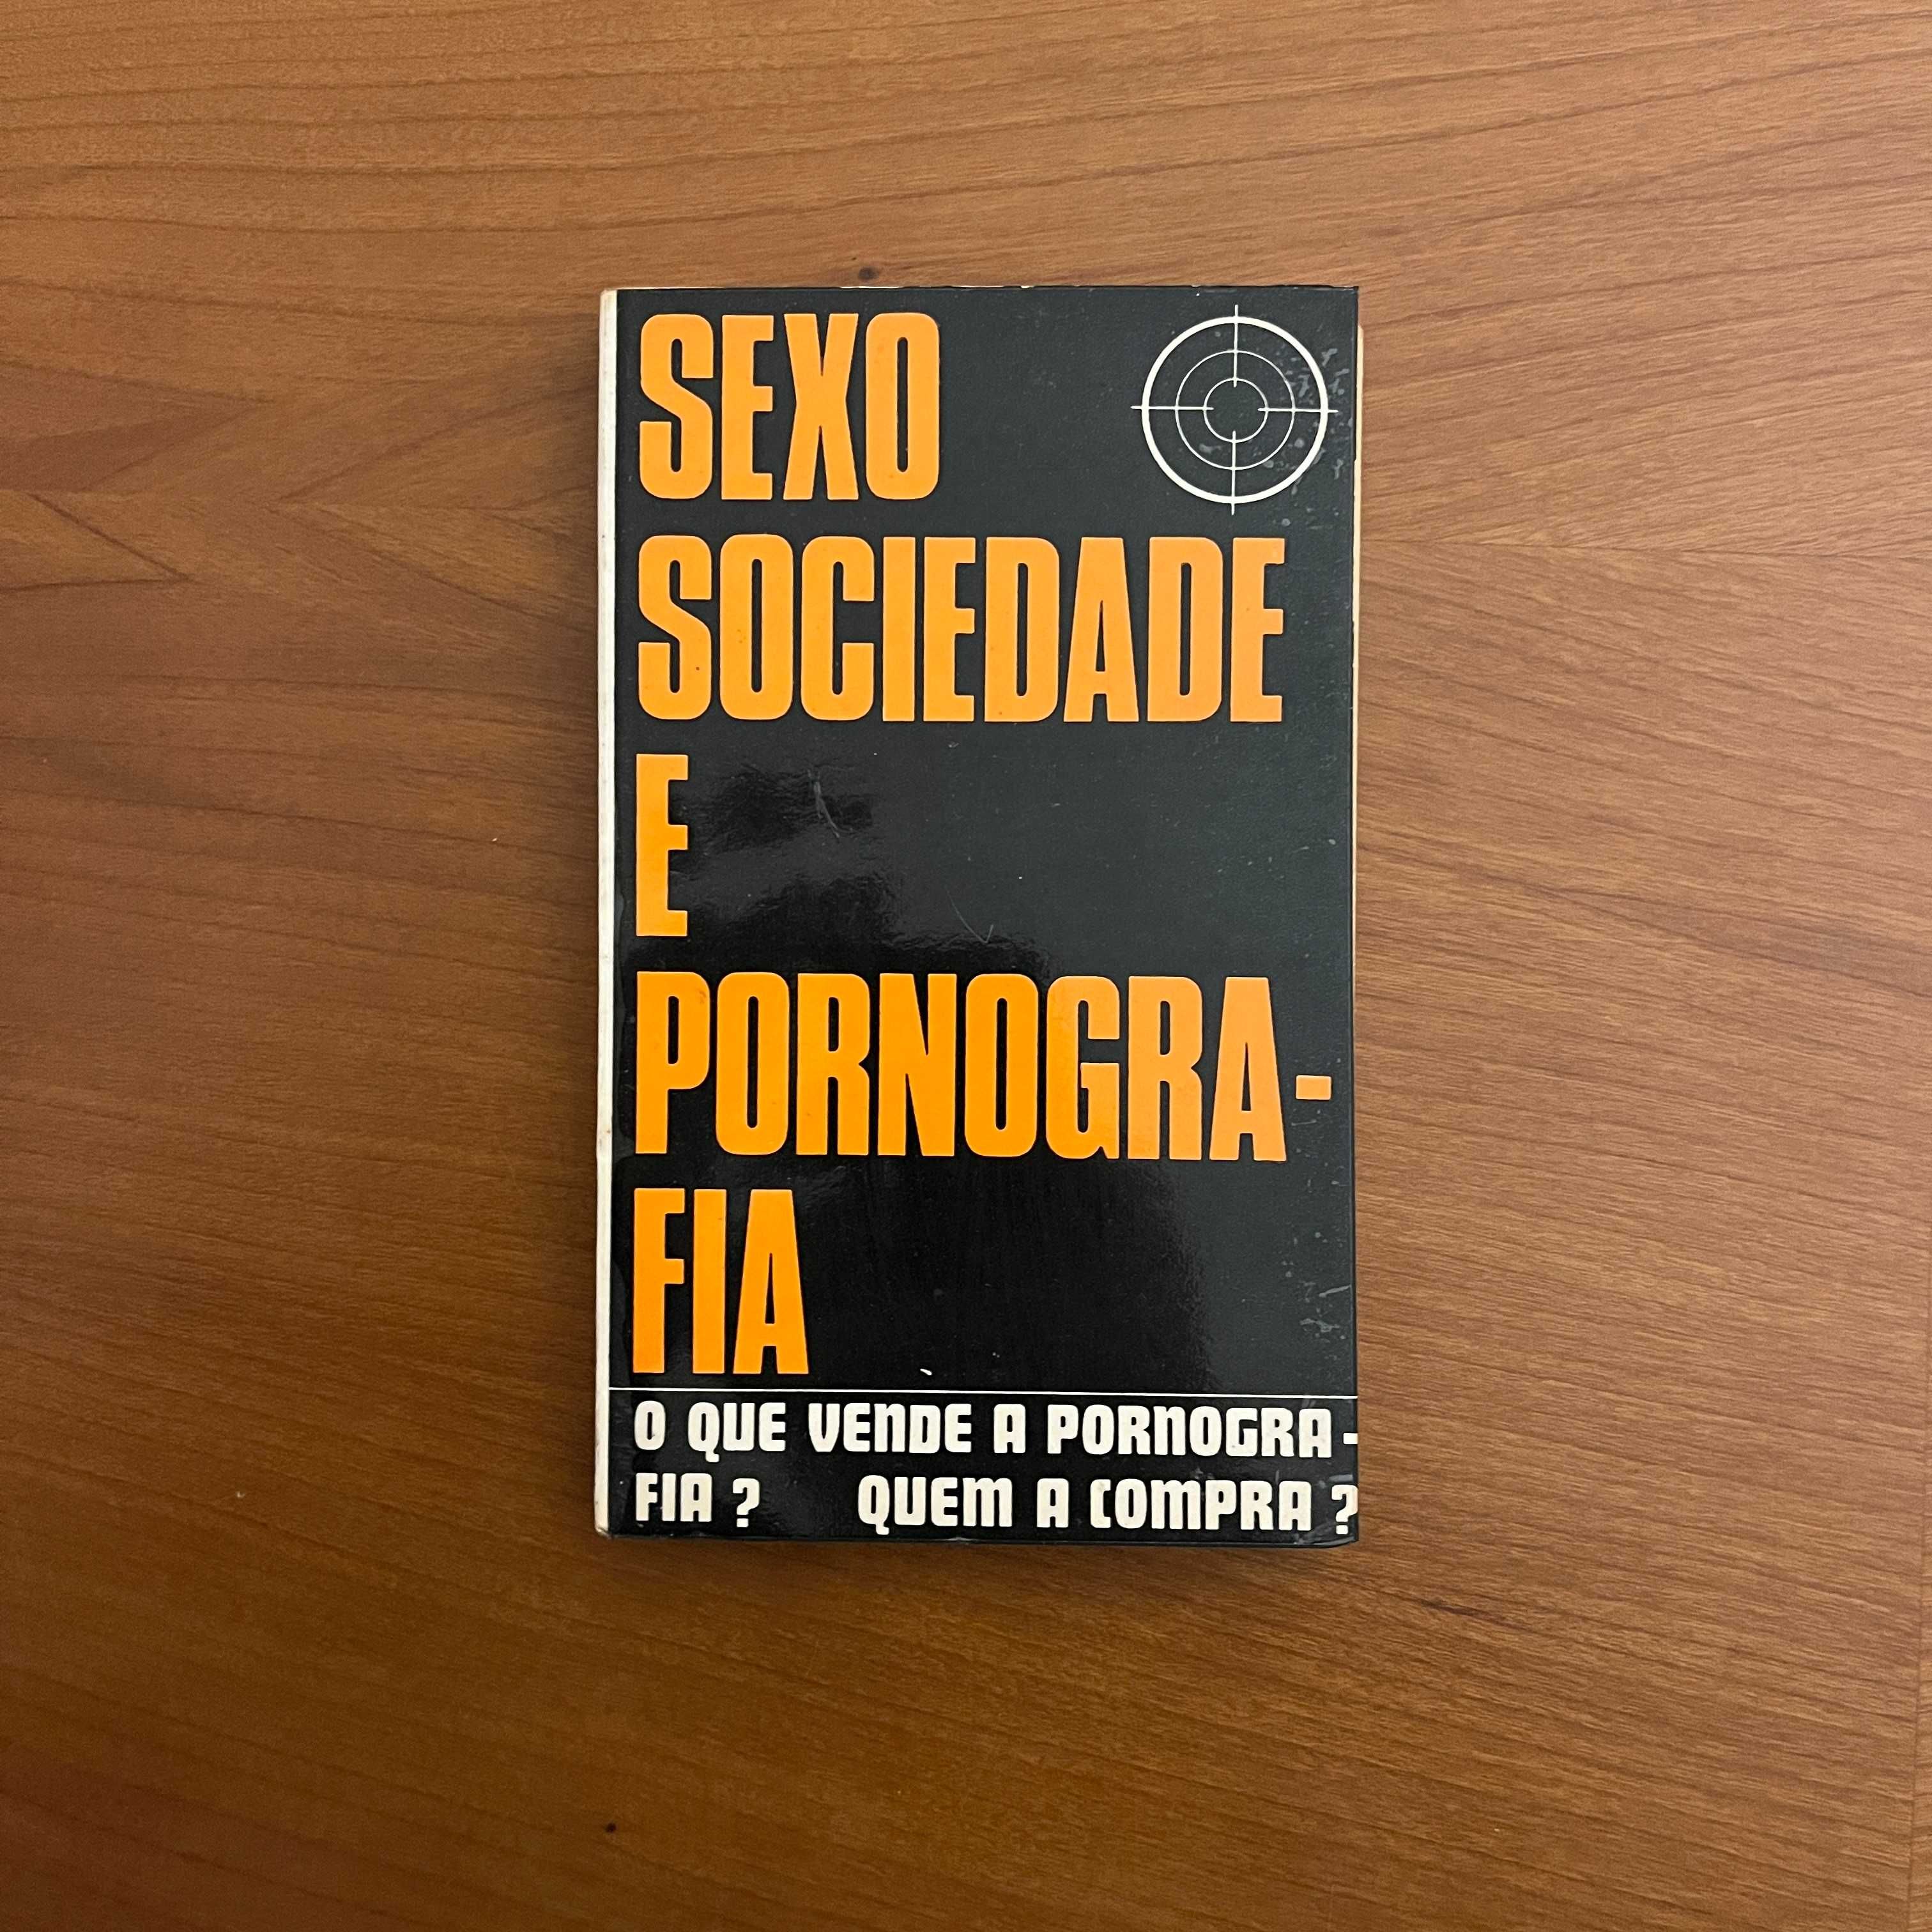 SEXO
SOCIEDADE
E
PORNOGRA-
FIA
O QUE VENDE A PORNOGRA-
FIA ? QUEM A COMPRA ?